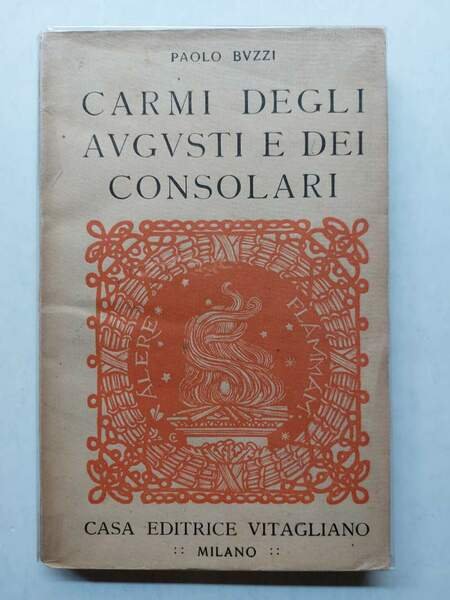 PAOLO BVZZI
CARMI DEGLI
AVGVSTI E DEI
CONSOLARI
ALERE FLAMMAM
CASA EDITRICE VITAGLIANO
:: MILANO ::